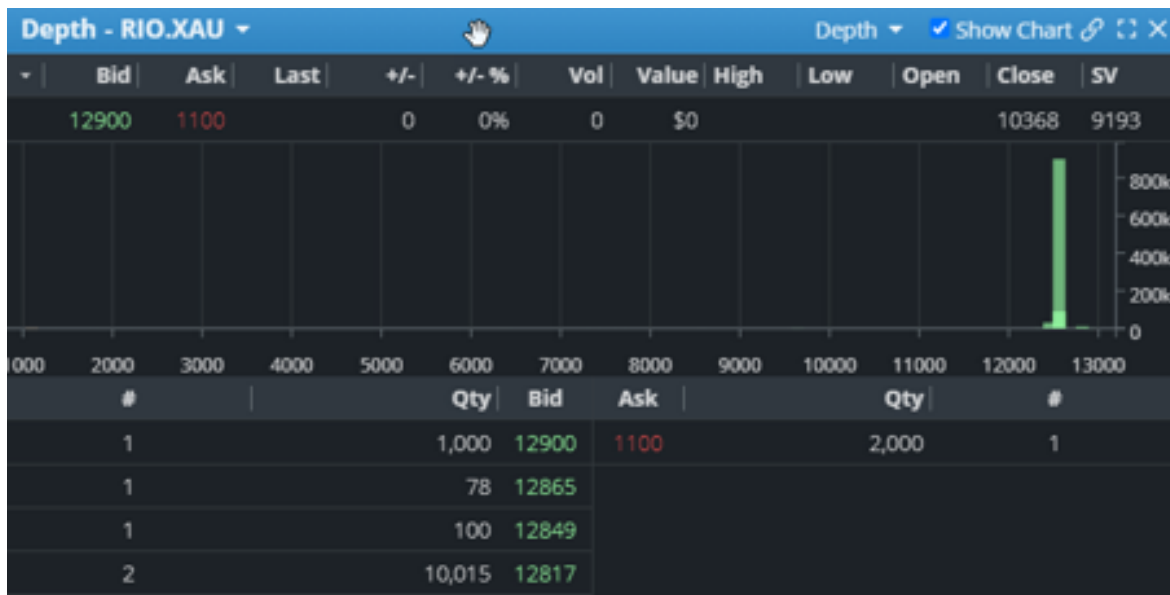 Depth - RIO.XAU Depth Show Chart
Bid Ask Last +/- +/- % Vol Value High Low Open Close SV
12900 1100 0 0% 0 $0 10368 9193
800k
600k
400k
200k
0
1000 2000 3000 4000 5000 6000 7000 8000 9000 10000 11000 12000 13000
# Qty Bid Ask Qty #
1 1,000 12900 1100 2,000 1
1 78 12865
1 100 12849
2 10,015 12817